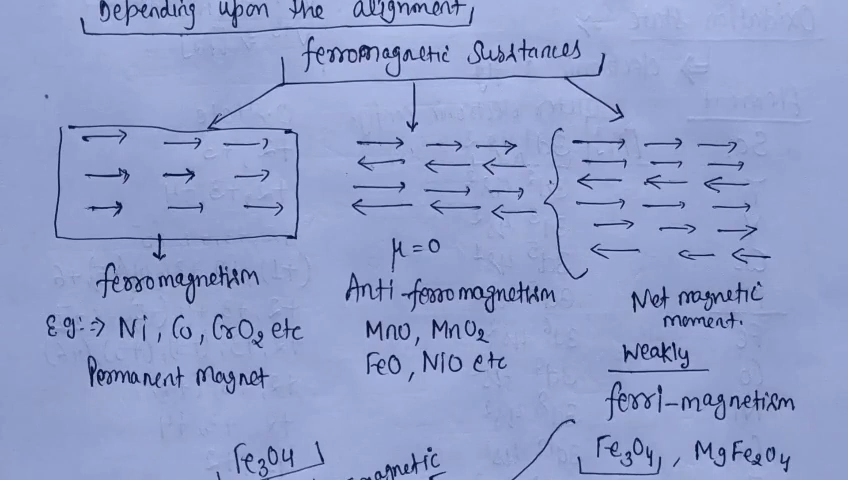 Depending upon the alignment
ferromagnetic substances
ferromagnetism
Eg:⇒ Ni, Co, CrO2 etc
Permanent magnet
μ = 0
Anti-ferromagnetism
MnO, MnO2
FeO, NiO etc
Net magnetic
moment.
Weakly
ferri-magnetism
Fe3O4, MgFe2O4
Fe3O4
magnetic